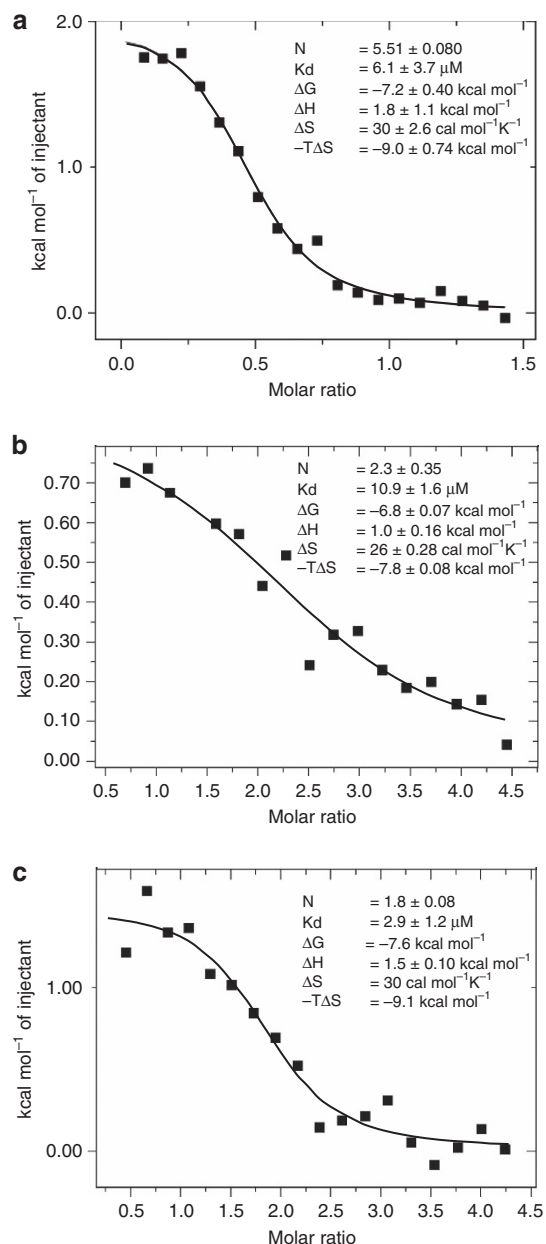 a
2.0
1.0
0.0
kcal mol⁻¹ of injectant
N = 5.51 ± 0.080
Kd = 6.1 ± 3.7 μM
ΔG = –7.2 ± 0.40 kcal mol⁻¹
ΔH = 1.8 ± 1.1 kcal mol⁻¹
ΔS = 30 ± 2.6 cal mol⁻¹K⁻¹
–TΔS = –9.0 ± 0.74 kcal mol⁻¹
0.0 0.5 1.0 1.5
Molar ratio
b
0.70
0.60
0.50
0.40
0.30
0.20
0.10
0.00
kcal mol⁻¹ of injectant
N = 2.3 ± 0.35
Kd = 10.9 ± 1.6 μM
ΔG = –6.8 ± 0.07 kcal mol⁻¹
ΔH = 1.0 ± 0.16 kcal mol⁻¹
ΔS = 26 ± 0.28 cal mol⁻¹K⁻¹
–TΔS = –7.8 ± 0.08 kcal mol⁻¹
0.5 1.0 1.5 2.0 2.5 3.0 3.5 4.0 4.5
Molar ratio
c
1.00
0.00
kcal mol⁻¹ of injectant
N = 1.8 ± 0.08
Kd = 2.9 ± 1.2 μM
ΔG = –7.6 kcal mol⁻¹
ΔH = 1.5 ± 0.10 kcal mol⁻¹
ΔS = 30 cal mol⁻¹K⁻¹
–TΔS = –9.1 kcal mol⁻¹
0.5 1.0 1.5 2.0 2.5 3.0 3.5 4.0 4.5
Molar ratio